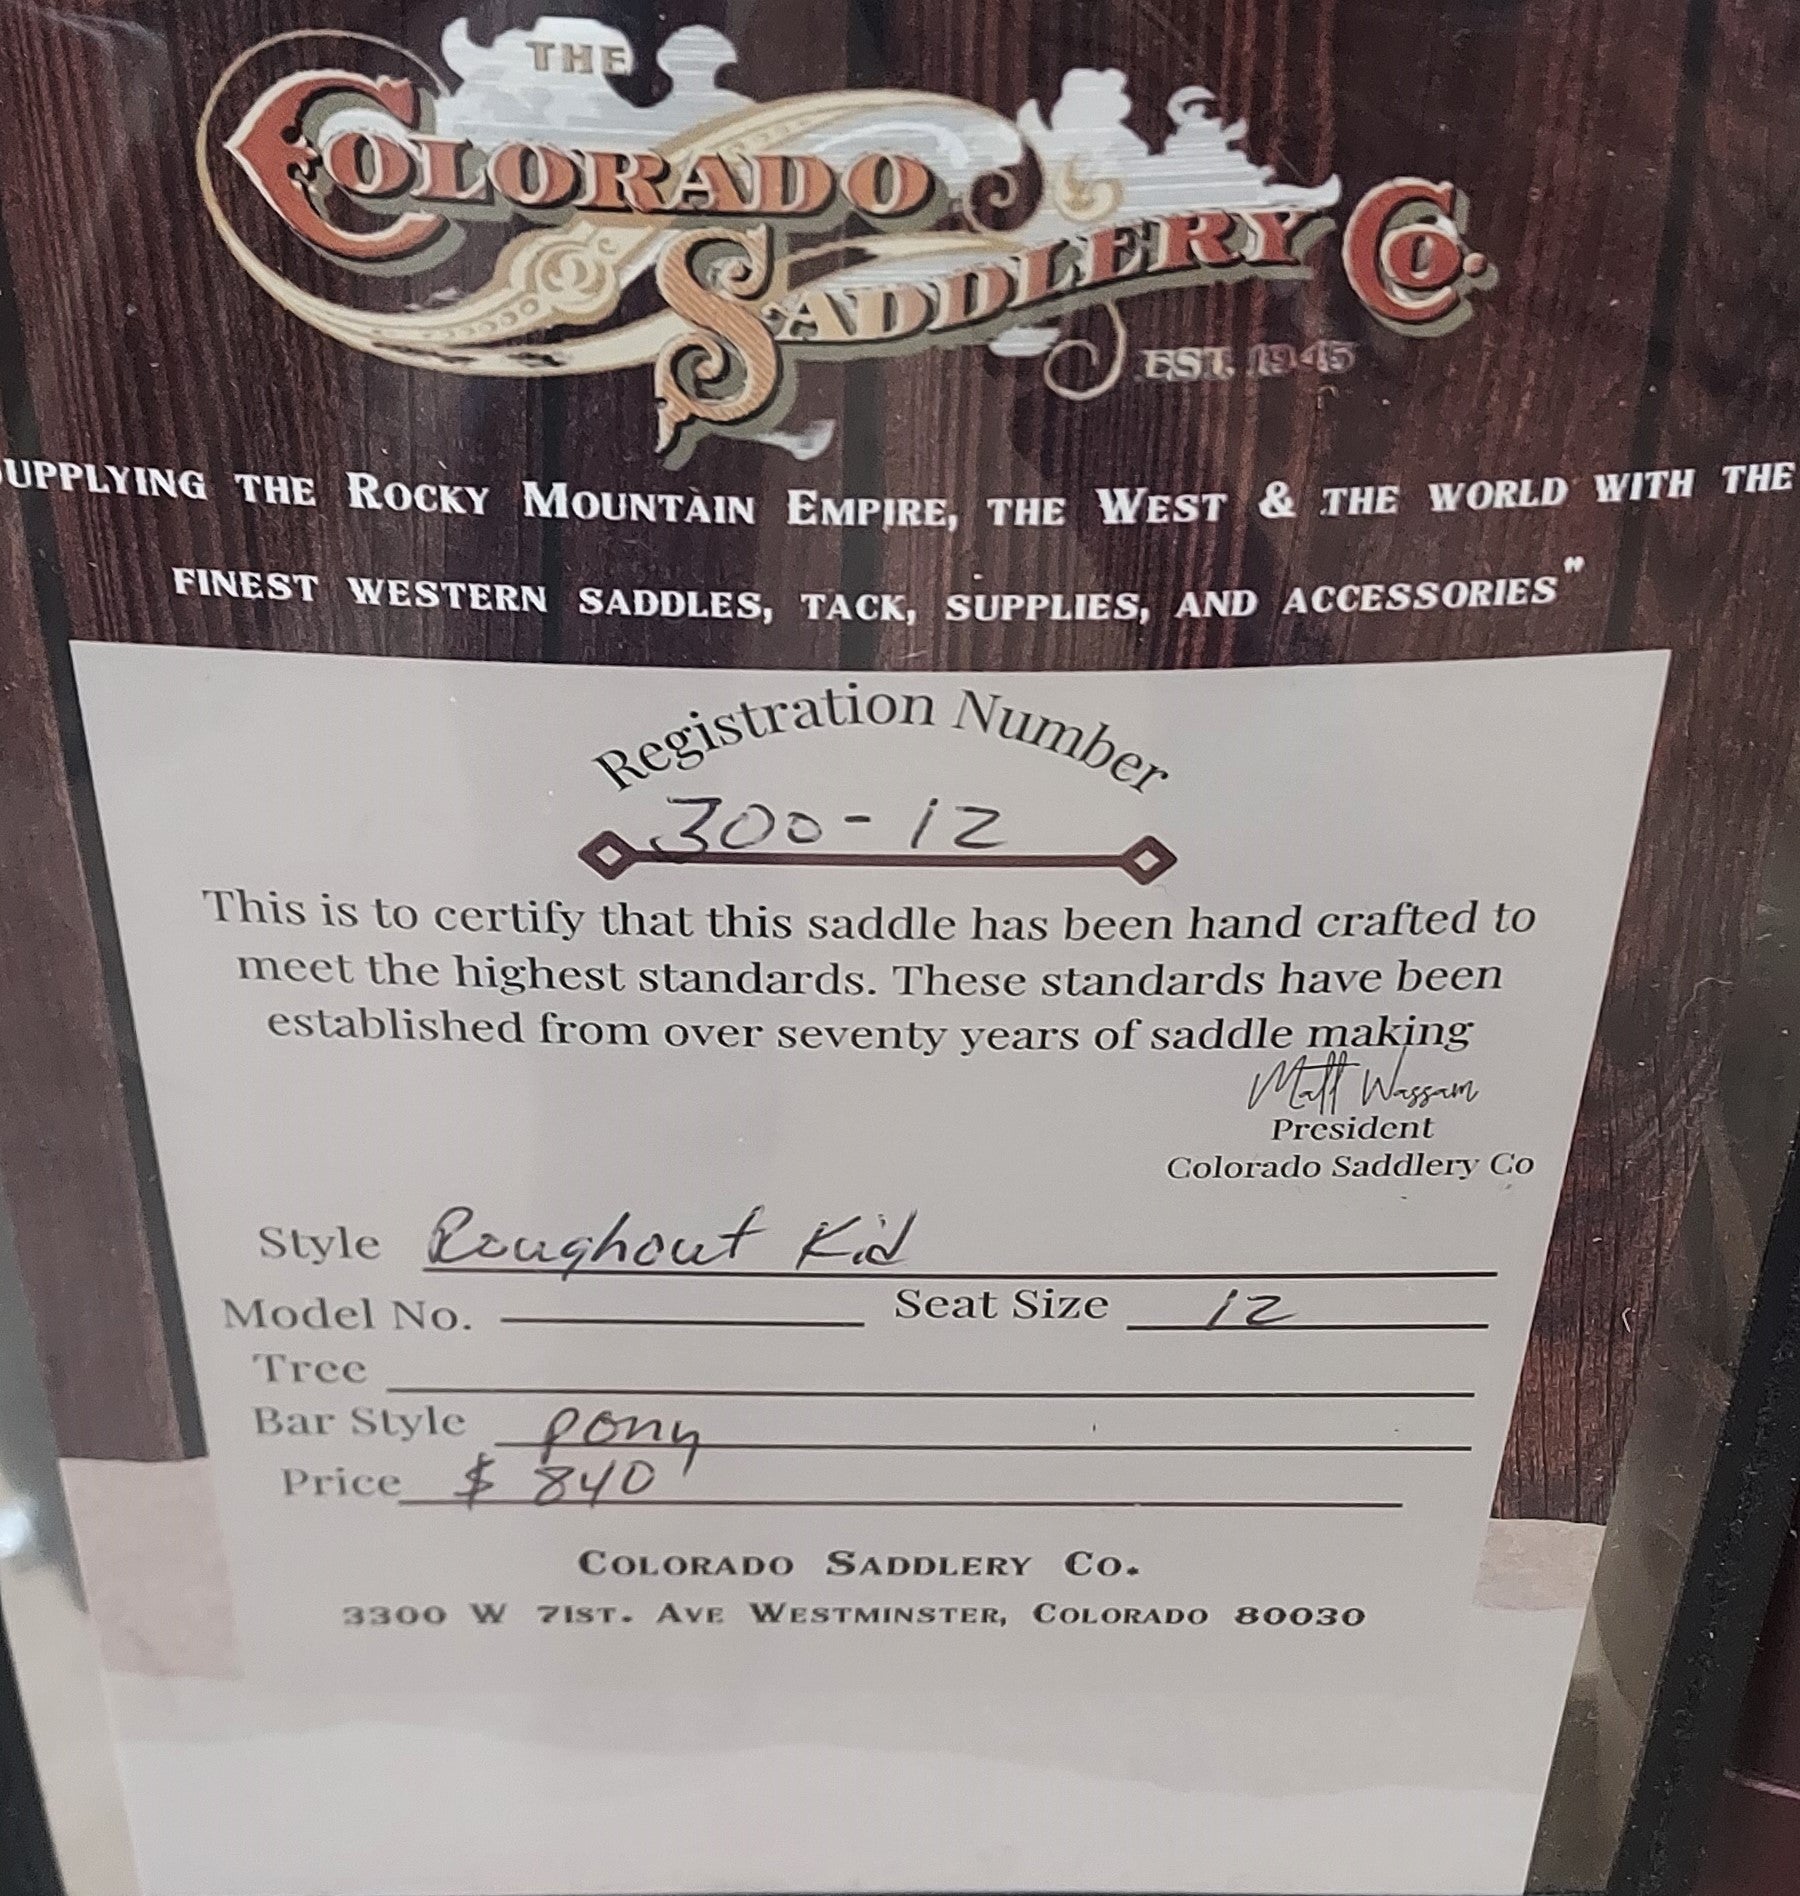 THE
COLORADO
SADDLERY CO.
EST. 1945
SUPPLYING THE ROCKY MOUNTAIN EMPIRE, THE WEST & THE WORLD WITH THE
FINEST WESTERN SADDLES, TACK, SUPPLIES, AND ACCESSORIES"
Registration Number
300-12
This is to certify that this saddle has been hand crafted to
meet the highest standards. These standards have been
established from over seventy years of saddle making
Matt Wassam
President
Colorado Saddlery Co
Style Roughout Kid
Model No. Seat Size 12
Tree
Bar Style pony
Price $ 840
COLORADO SADDLERY CO.
3300 W 71ST. AVE WESTMINSTER, COLORADO 80030